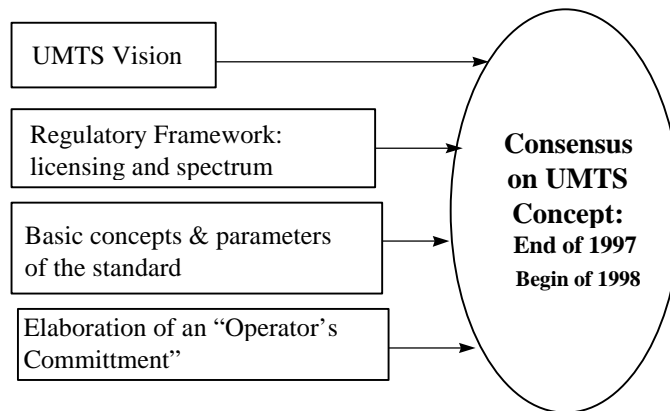 UMTS Vision
Regulatory Framework:
licensing and spectrum
Basic concepts & parameters
of the standard
Elaboration of an “Operator’s
Committment”
Consensus
on UMTS
Concept:
End of 1997
Begin of 1998